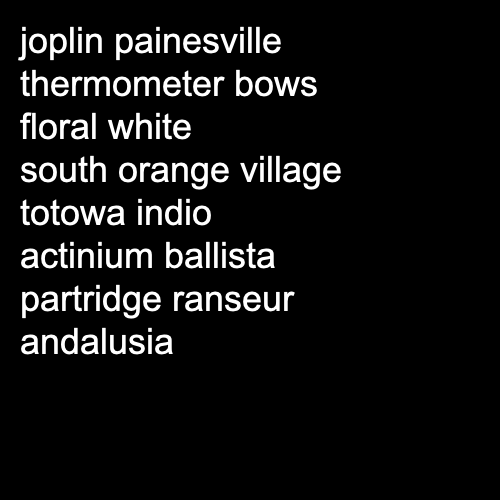 joplin painesville
thermometer bows
floral white
south orange village
totowa indio
actinium ballista
partridge ranseur
andalusia